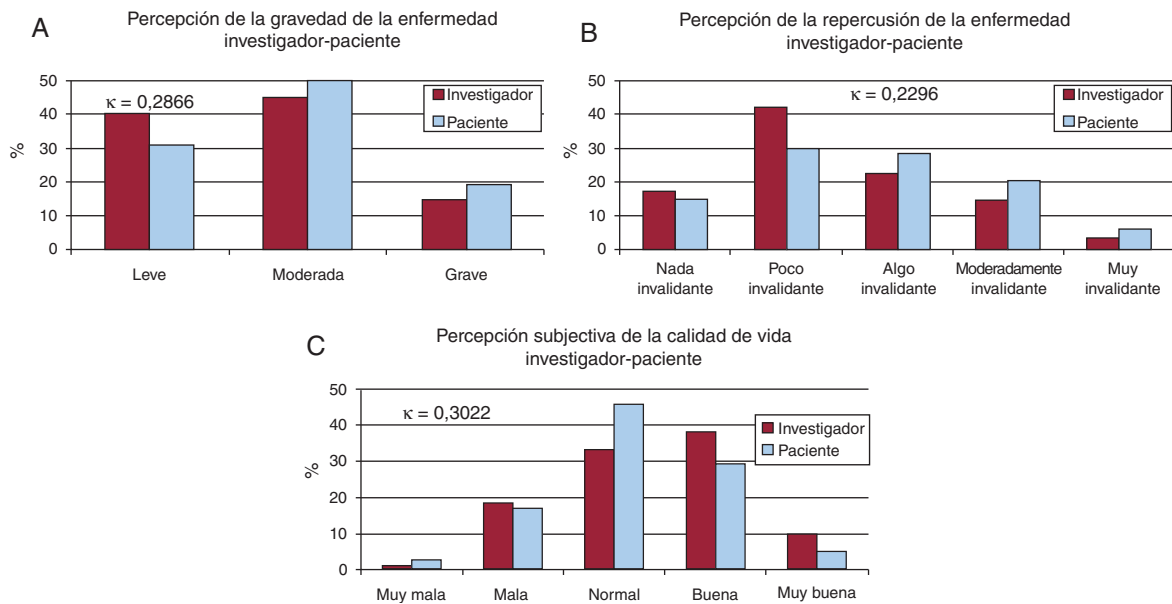 A
Percepción de la gravedad de la enfermedad
investigador-paciente
50
40
30
20
10
0
%
κ = 0,2866
Investigador
Paciente
Leve
Moderada
Grave
B
Percepción de la repercusión de la enfermedad
investigador-paciente
50
40
30
20
10
0
%
κ = 0,2296
Investigador
Paciente
Nada
invalidante
Poco
invalidante
Algo
invalidante
Moderadamente
invalidante
Muy
invalidante
C
Percepción subjectiva de la calidad de vida
investigador-paciente
50
40
30
20
10
0
%
κ = 0,3022
Investigador
Paciente
Muy mala
Mala
Normal
Buena
Muy buena